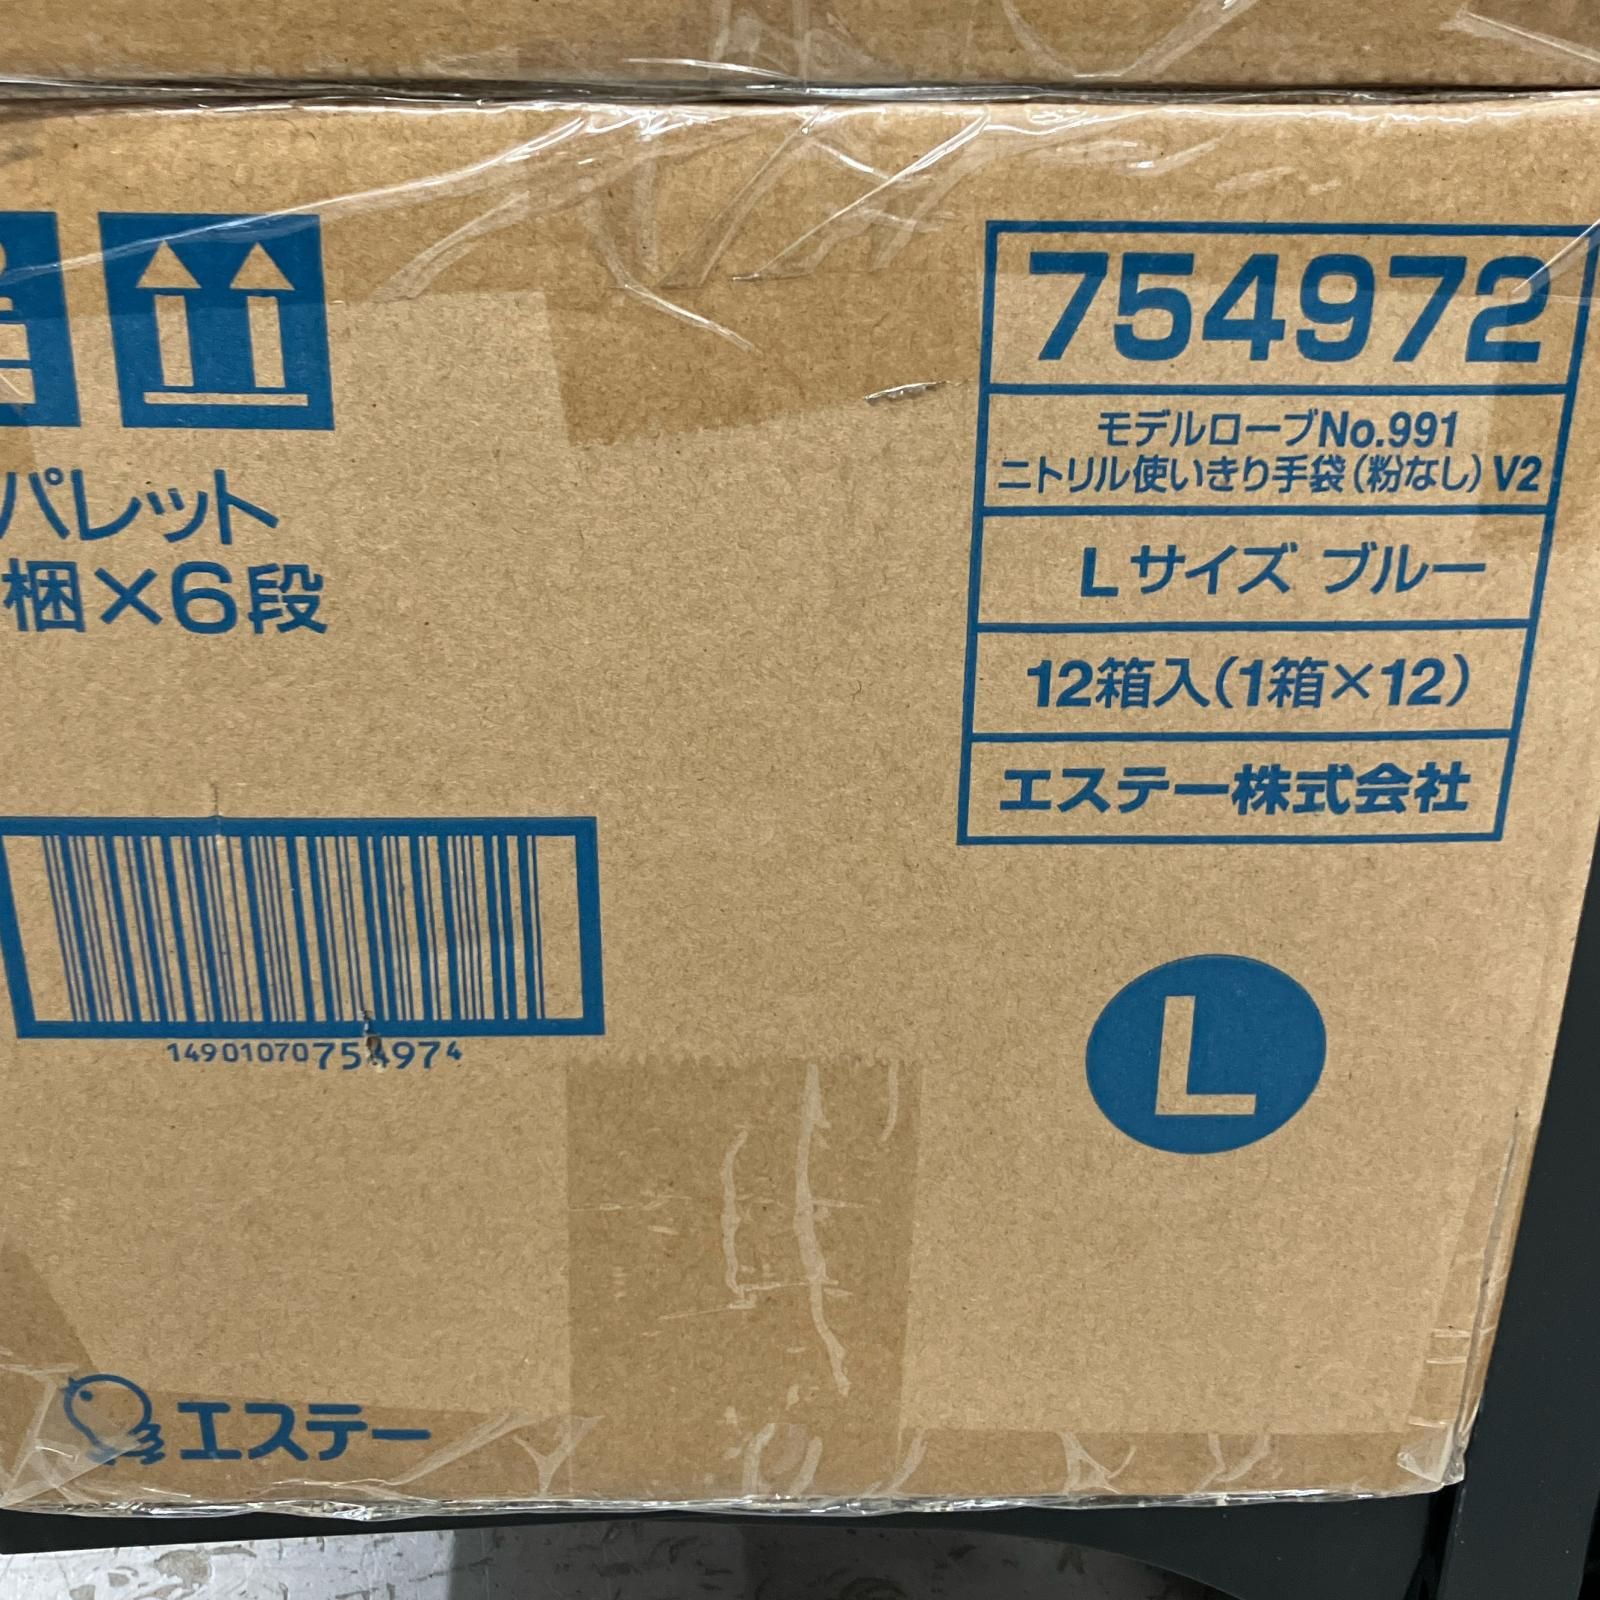 754972
モデルローブNo.991
ニトリル使いきり手袋(粉なし)V2
Lサイズ ブルー
12箱入(1箱×12)
エステー株式会社
パレット
梱×6段
L
エステー